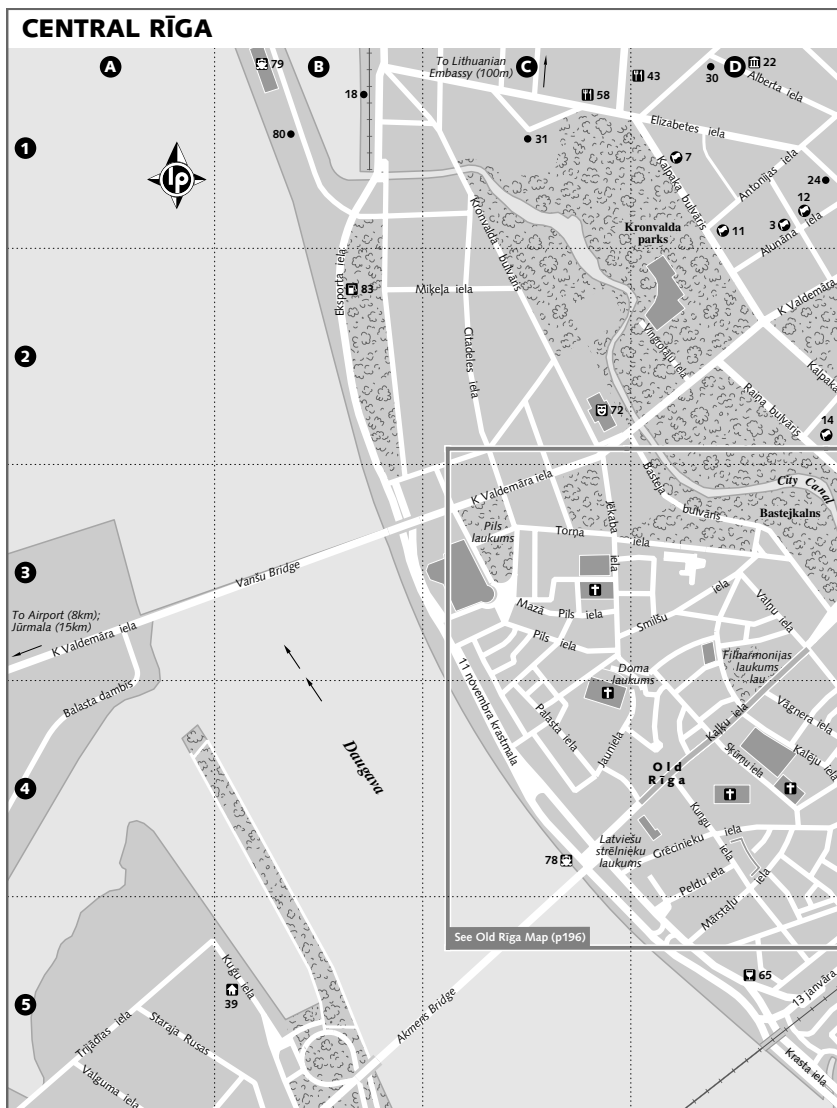 CENTRAL RĪGA
A
B
C
D
1
2
3
4
5
lp
79
18
80
To Lithuanian
Embassy (100m)
58
43
30
22
Alberta iela
31
Elizabetes iela
7
Kalpaka bulvāris
Antonijas iela
24
12
3
11
Alunāna iela
Kronvalda
parks
Kronvalda bulvāris
Eksporta iela
83
Miķeļa iela
Citadeles iela
K Valdemāra
Vingrotāju iela
Kalpaka
Raiņa bulvāris
72
14
K Valdemāra iela
Basteja bulvāris
City Canal
Bastejkalns
Jēkaba iela
Pils
laukums
Torņa iela
Vanšu Bridge
To Airport (8km);
Jūrmala (15km)
K Valdemāra iela
Balasta dambis
Mazā Pils iela
Pils iela
Smilšu iela
Vaļņu iela
Filharmonijas
laukums
lau
Doma
laukums
11 novembra krastmala
Palasta iela
Jauniela
Kaļķu iela
Vāgnera iela
Kalēju iela
Šķūņu iela
Old
Rīga
Daugava
Kungu iela
Latviešu
strēlnieku
laukums
Grēcinieku iela
78
Peldu iela
Mārstaļu iela
See Old Rīga Map (p196)
65
13 janvāra
Krasta iela
Akmens Bridge
Kuģu iela
39
Trijādības iela
Staraja Rusas
Valguma iela